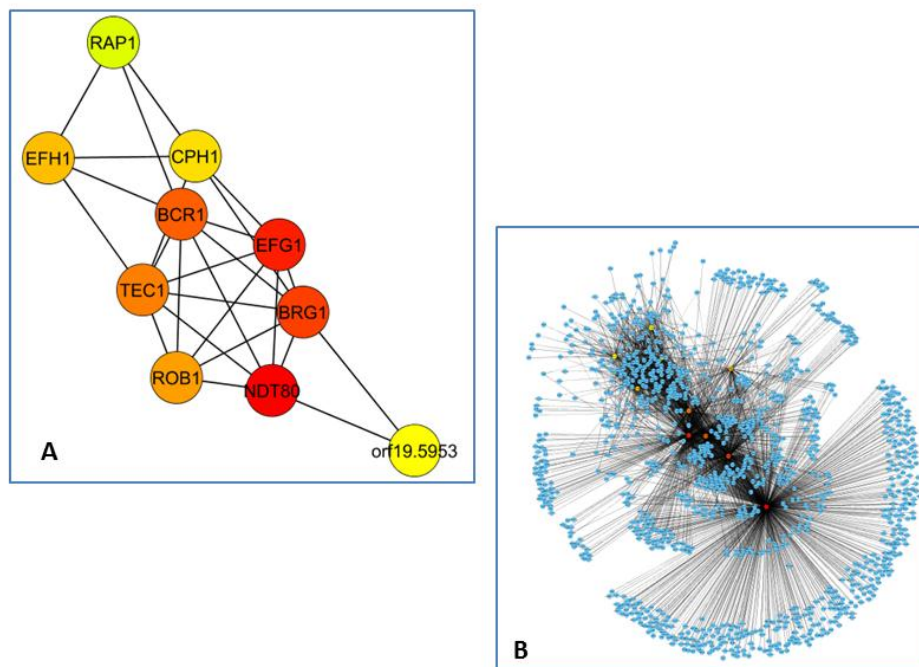 RAP1
EFH1
CPH1
BCR1
EFG1
TEC1
BRG1
ROB1
NDT80
orf19.5953
A
B